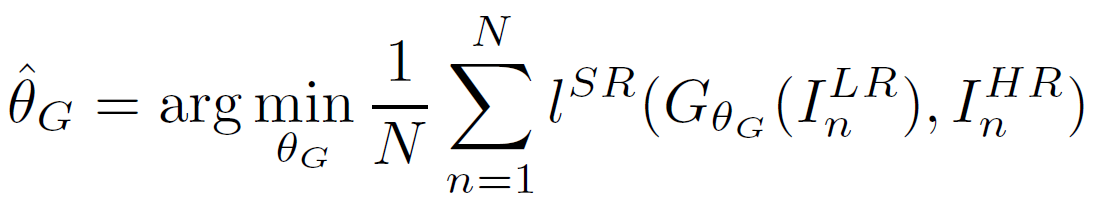 \hat{\theta}_G = \arg\min_{\theta_G} \frac{1}{N} \sum_{n=1}^{N} l^{SR}(G_{\theta_G}(I_n^{LR}), I_n^{HR})